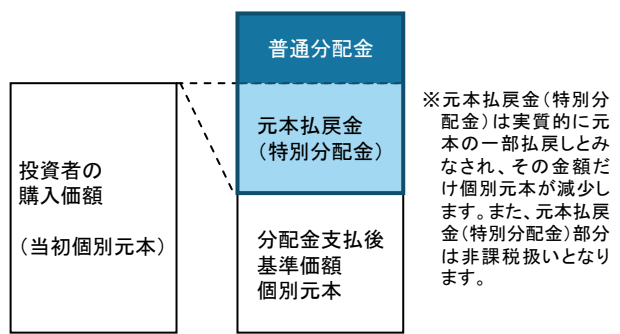 普通分配金
元本払戻金
（特別分配金）
投資者の
購入価額
（当初個別元本）
分配金支払後
基準価額
個別元本
※元本払戻金（特別分
配金）は実質的に元
本の一部払戻しとみ
なされ、その金額だ
け個別元本が減少し
ます。また、元本払戻
金（特別分配金）部分
は非課税扱いとなり
ます。